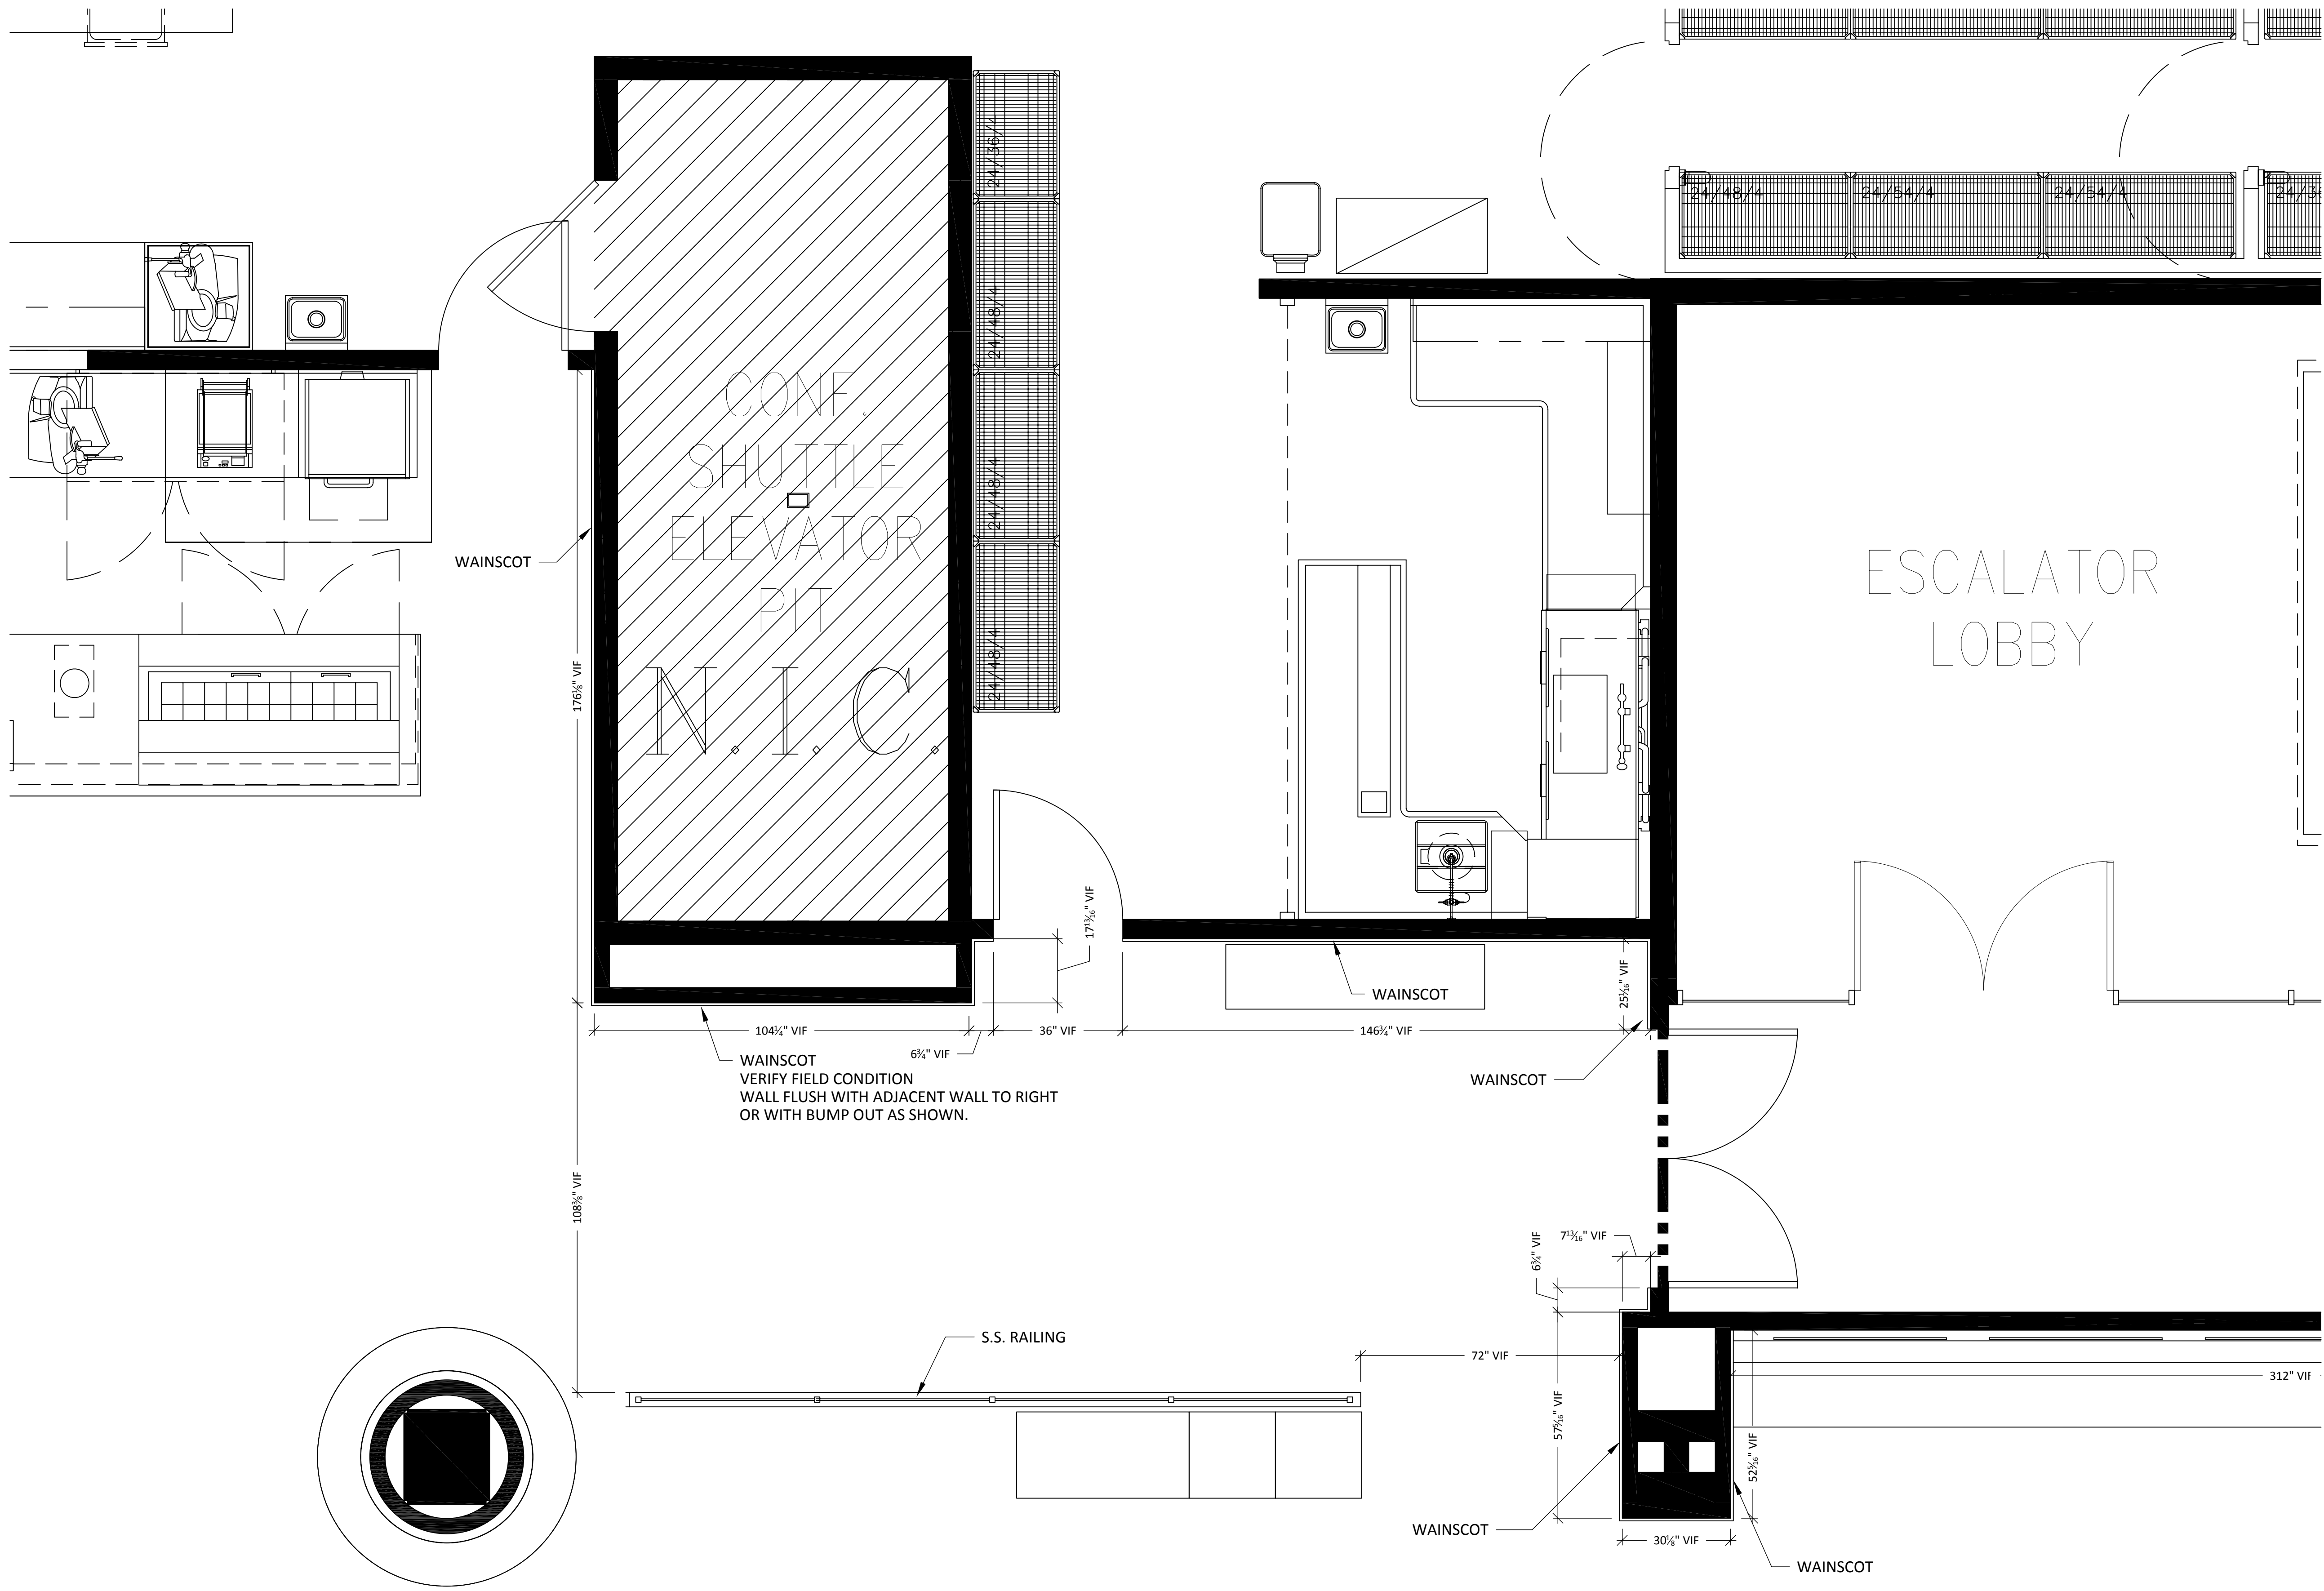 24/36/4
24/48/4
24/48/4
24/48/4
24/48/4
24/54/4
24/54/4
CONF.
SHUTTLE
ELEVATOR
PIT
N.I.C.
ESCALATOR
LOBBY
WAINSCOT
176⅛" VIF
17¹³⁄₁₆" VIF
WAINSCOT
25¹⁄₁₆" VIF
104¼" VIF
6¾" VIF
36" VIF
146¾" VIF
WAINSCOT
VERIFY FIELD CONDITION
WALL FLUSH WITH ADJACENT WALL TO RIGHT
OR WITH BUMP OUT AS SHOWN.
WAINSCOT
108⅜" VIF
7¹³⁄₁₆" VIF
6¾" VIF
S.S. RAILING
72" VIF
312" VIF
57⁵⁄₁₆" VIF
52⁵⁄₁₆" VIF
WAINSCOT
30⅛" VIF
WAINSCOT